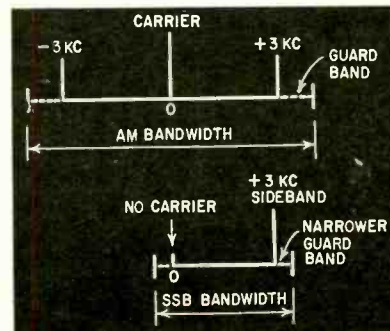 CARRIER
- 3 KC
+3 KC
GUARD
BAND
0
AM BANDWIDTH
+3 KC
SIDEBAND
NO CARRIER
NARROWER
GUARD
BAND
0
SSB BANDWIDTH